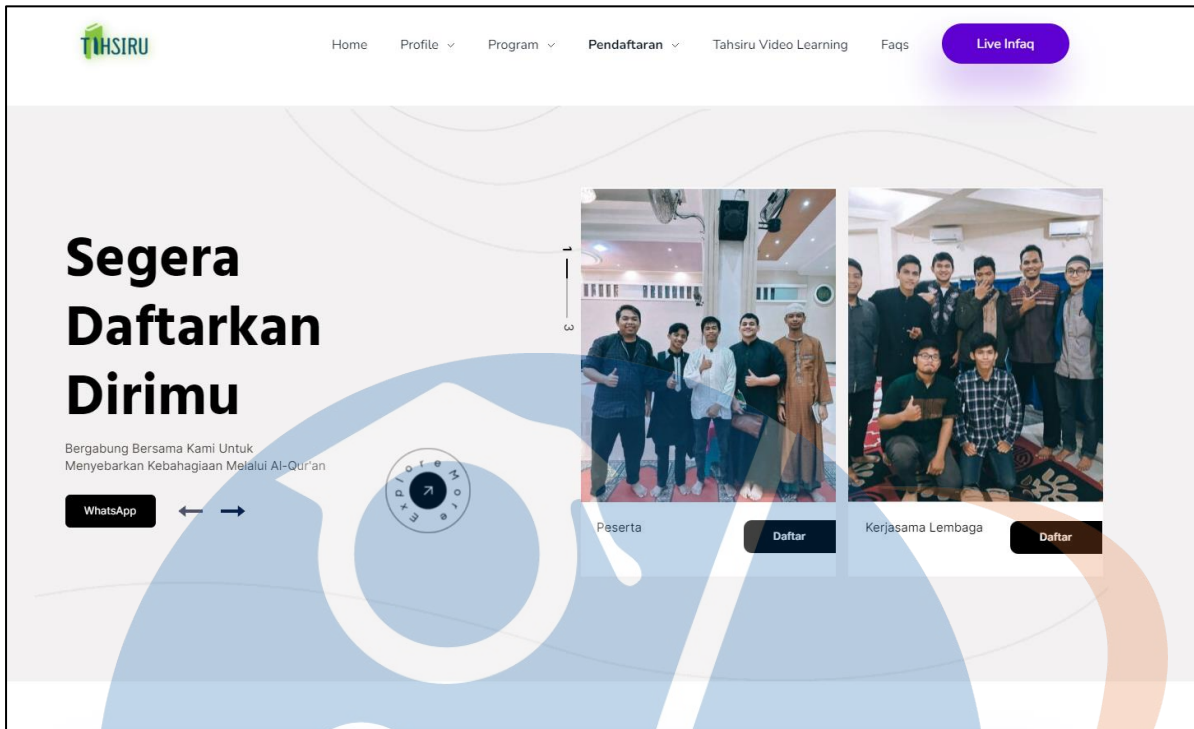 TAHSIRU
Home Profile Program Pendaftaran Tahsiru Video Learning Faqs Live Infaq
Segera
Daftarkan
Dirimu
Bergabung Bersama Kami Untuk
Menyebarkan Kebahagiaan Melalui Al-Qur'an
WhatsApp
Explore More
1
3
Peserta
Daftar
Kerjasama Lembaga
Daftar